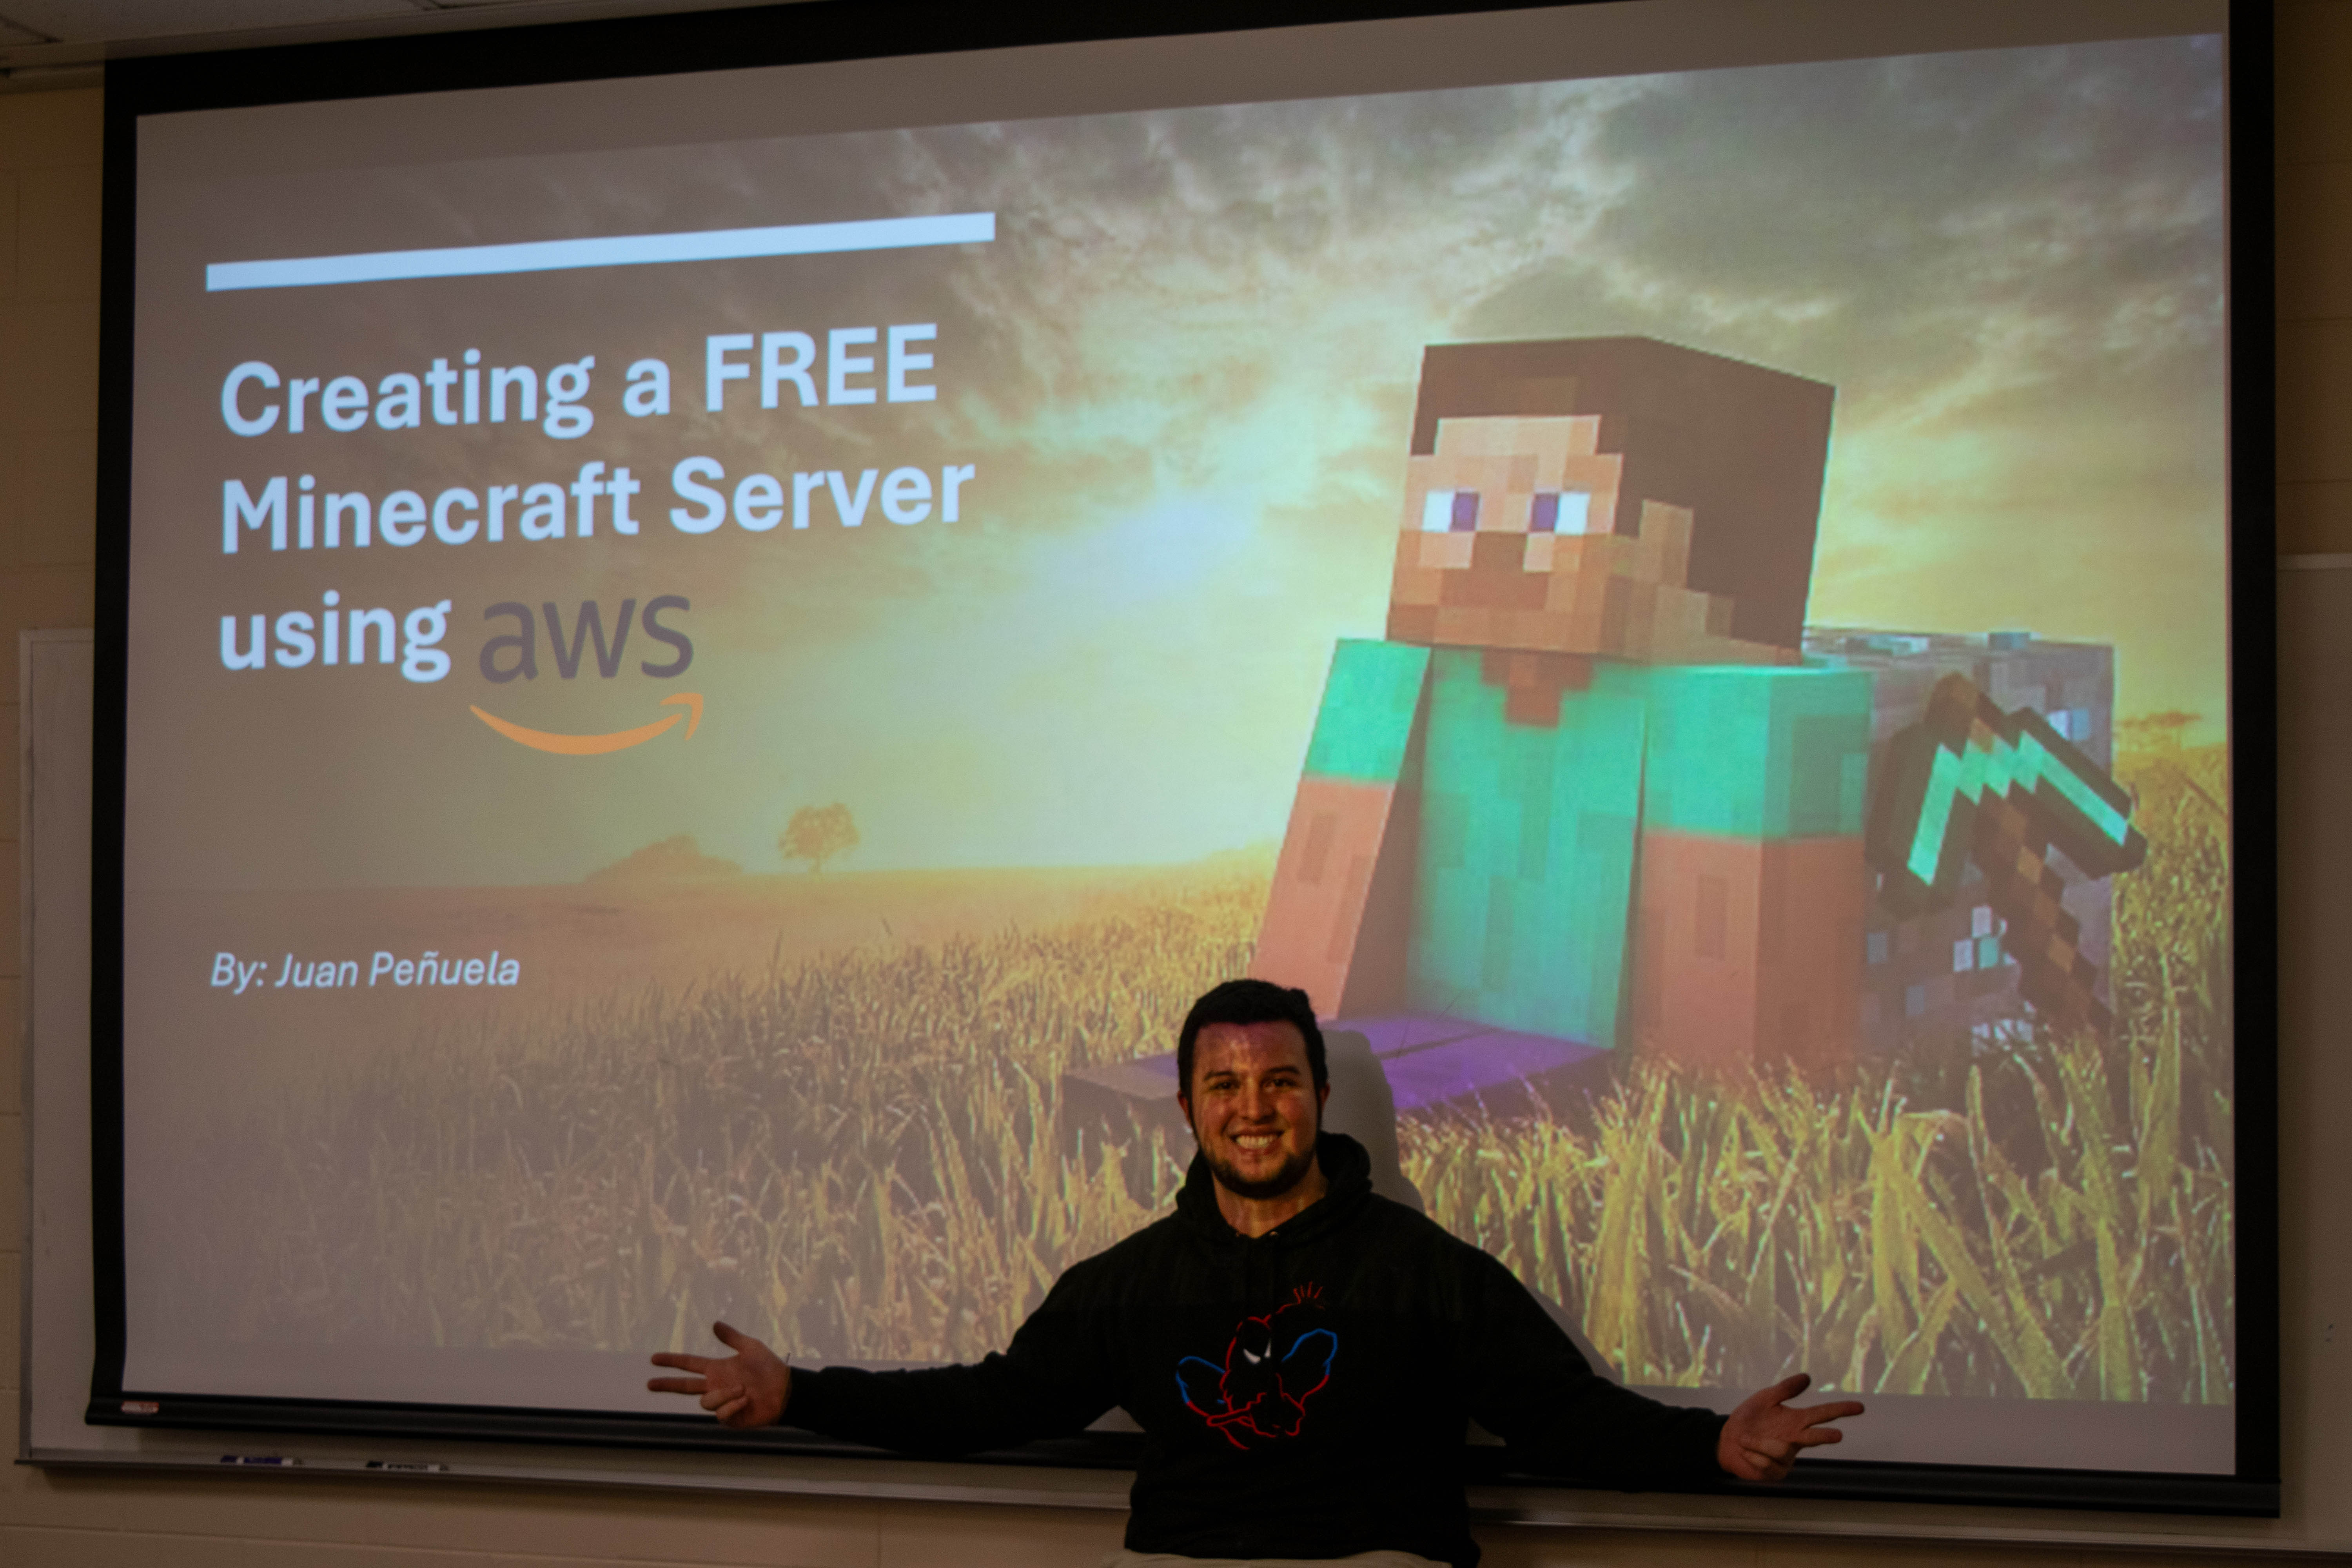 Creating a FREE
Minecraft Server
using aws
By: Juan Peñuela